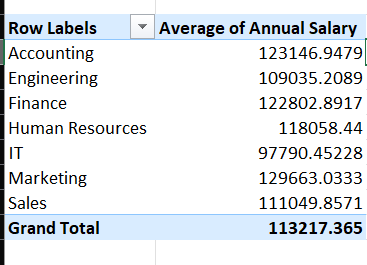 Row Labels Average of Annual Salary
Accounting 123146.9479
Engineering 109035.2089
Finance 122802.8917
Human Resources 118058.44
IT 97790.45228
Marketing 129663.0333
Sales 111049.8571
Grand Total 113217.365